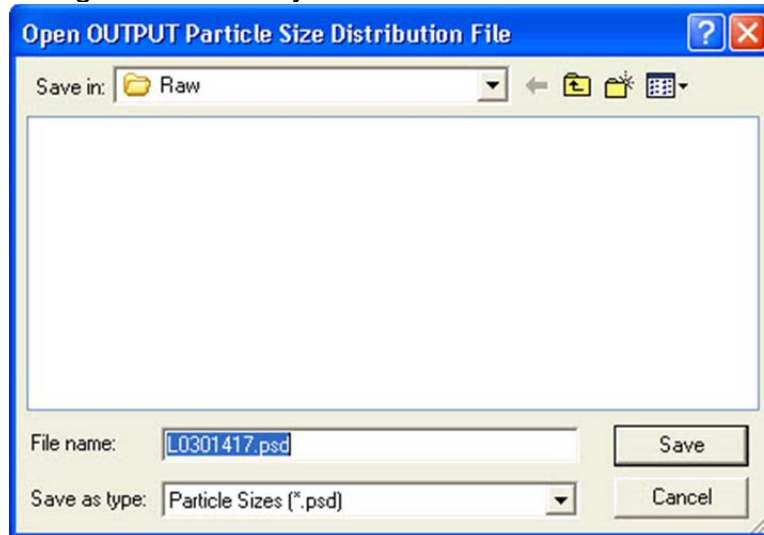 Open OUTPUT Particle Size Distribution File
Save in: Raw
File name: L0301417.psd Save
Save as type: Particle Sizes (*.psd) Cancel